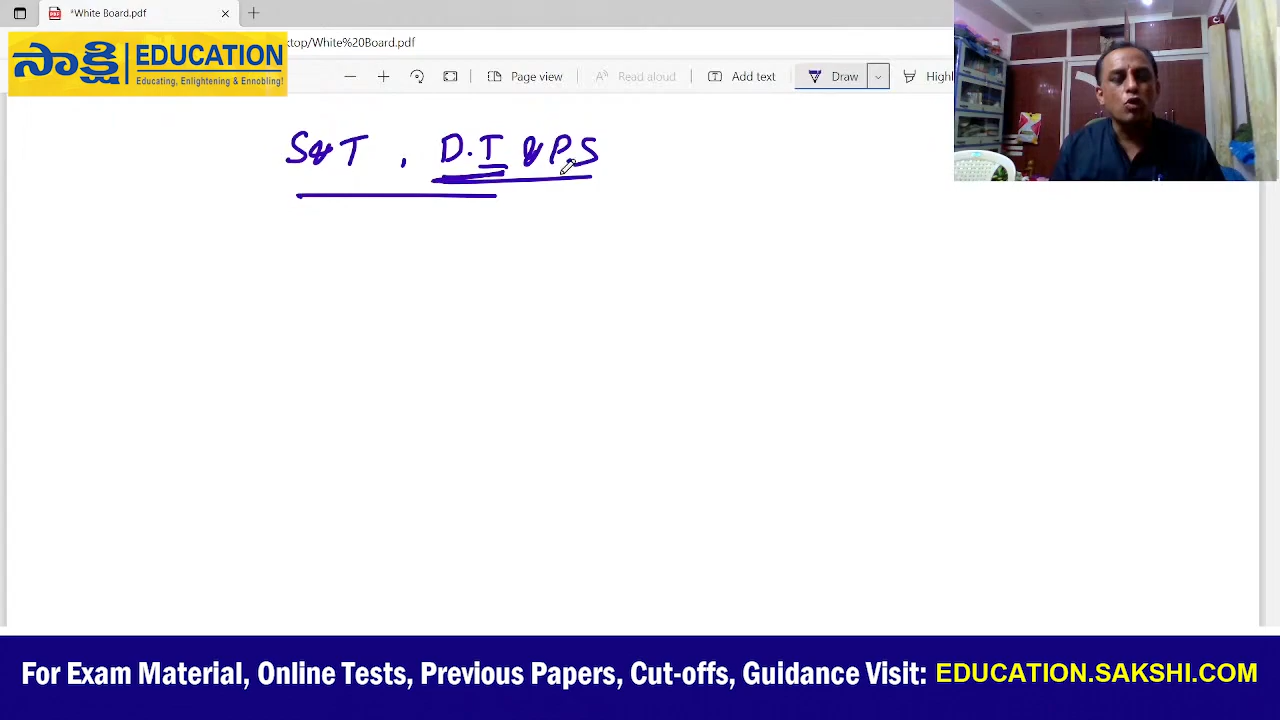 *White Board.pdf
సాక్షి EDUCATION
Educating, Enlightening & Ennobling!
ktop/White%20Board.pdf
Page view
Read aloud
Add text
Draw
Highl
S&T , D.I & PS
For Exam Material, Online Tests, Previous Papers, Cut-offs, Guidance Visit: EDUCATION.SAKSHI.COM